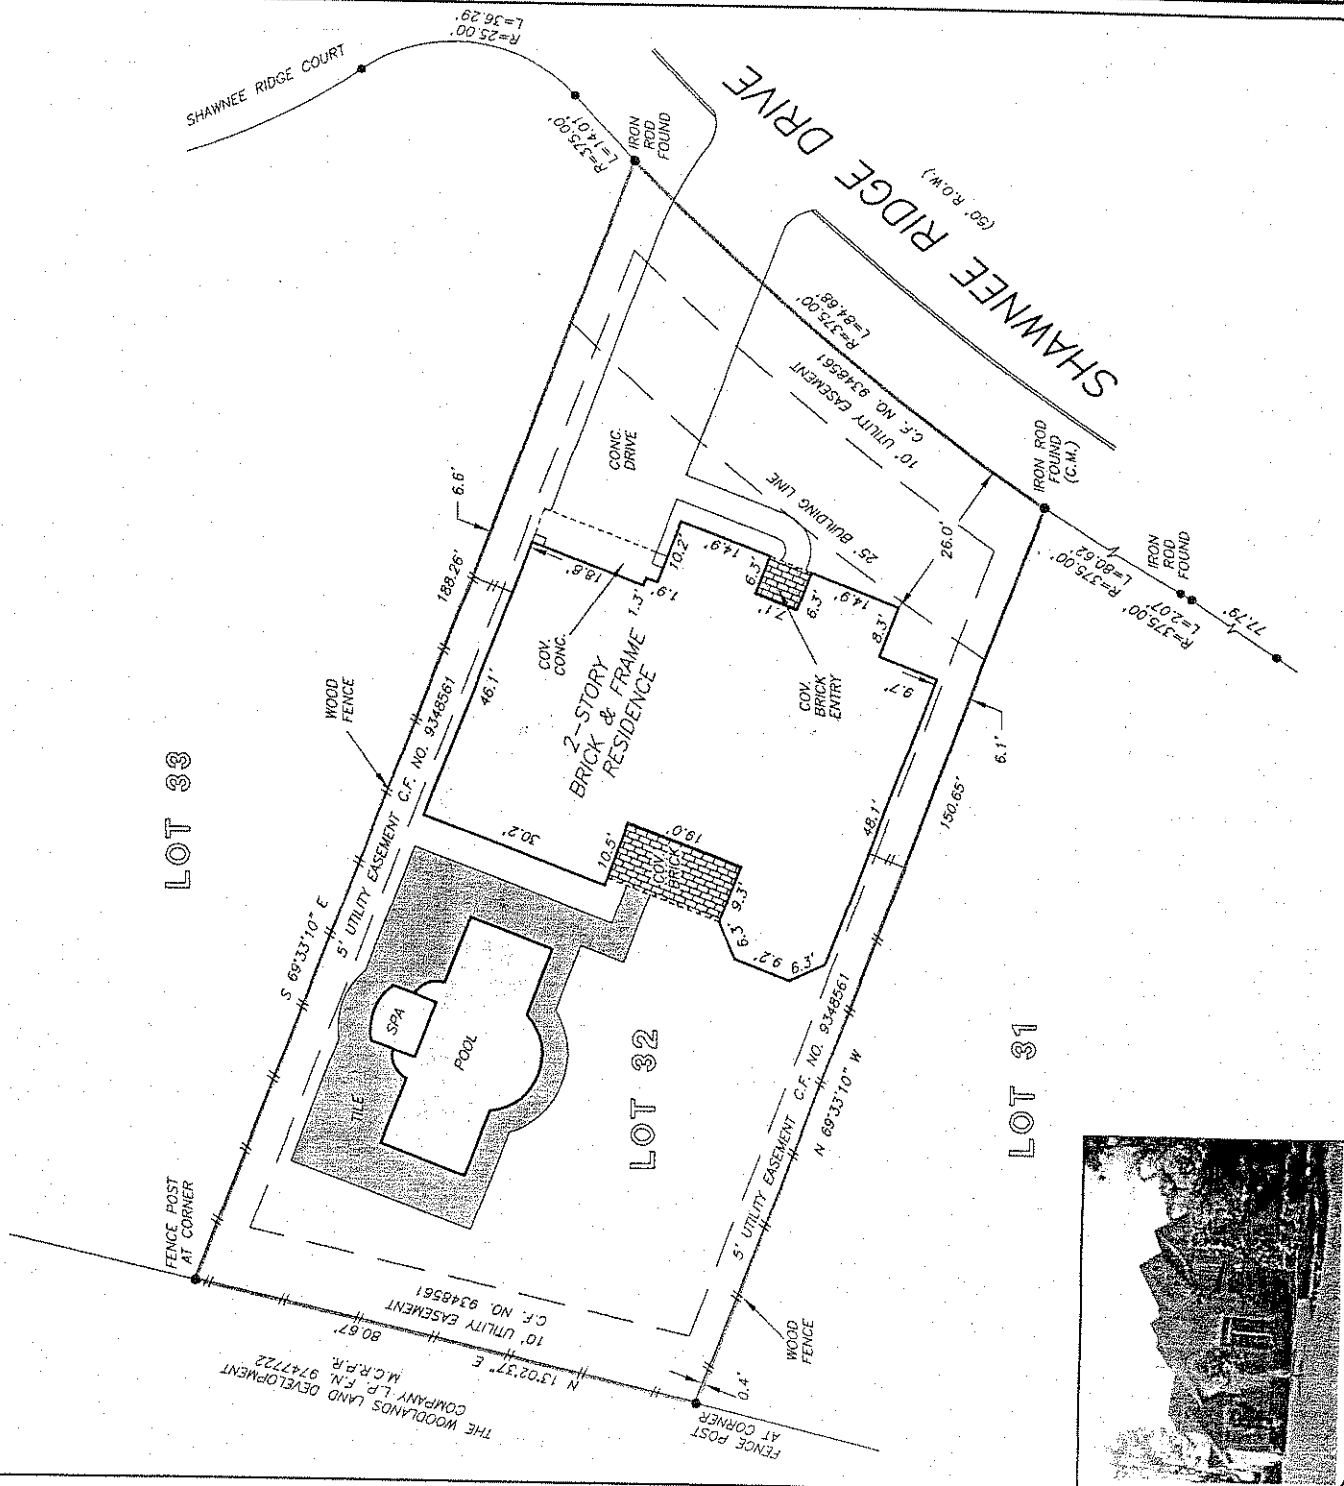 SHAWNEE RIDGE COURT
R=25.00'
L=36.29'
R=375.00'
L=14.01'
IRON
ROD
FOUND
SHAWNEE RIDGE DRIVE
(50' R.O.W.)
R=375.00'
L=84.68'
10' UTILITY EASEMENT
C.F. NO. 9348561
25' BUILDING LINE
26.0'
IRON ROD
FOUND
(C.M.)
R=375.00'
L=80.62'
IRON
ROD
FOUND
R=375.00'
L=2.07'
77.79'
CONC.
DRIVE
6.6'
188.26'
WOOD
FENCE
LOT 33
S 69°33'10" E
5' UTILITY EASEMENT C.F. NO. 9348561
46.1'
18.8'
1.3'
1.9'
10.2'
14.9'
6.5'
7.1'
6.3'
14.9'
8.3'
9.7'
COV.
CONC.
2-STORY
BRICK & FRAME
RESIDENCE
COV.
BRICK
ENTRY
30.2'
10.5'
19.0'
COV.
BRICK
9.3'
6.3'
9.2'
6.3'
48.1'
150.65'
6.1'
TILE
SPA
POOL
LOT 32
LOT 31
5' UTILITY EASEMENT C.F. NO. 9348561
N 69°33'10" W
WOOD
FENCE
0.4'
FENCE POST
AT CORNER
FENCE POST
AT CORNER
10' UTILITY EASEMENT
C.F. NO. 9348561
80.67'
N 13°02'37" E
THE WOODLANDS LAND DEVELOPMENT
COMPANY L.P. F.N. 9747722
M.C.R.P.R.